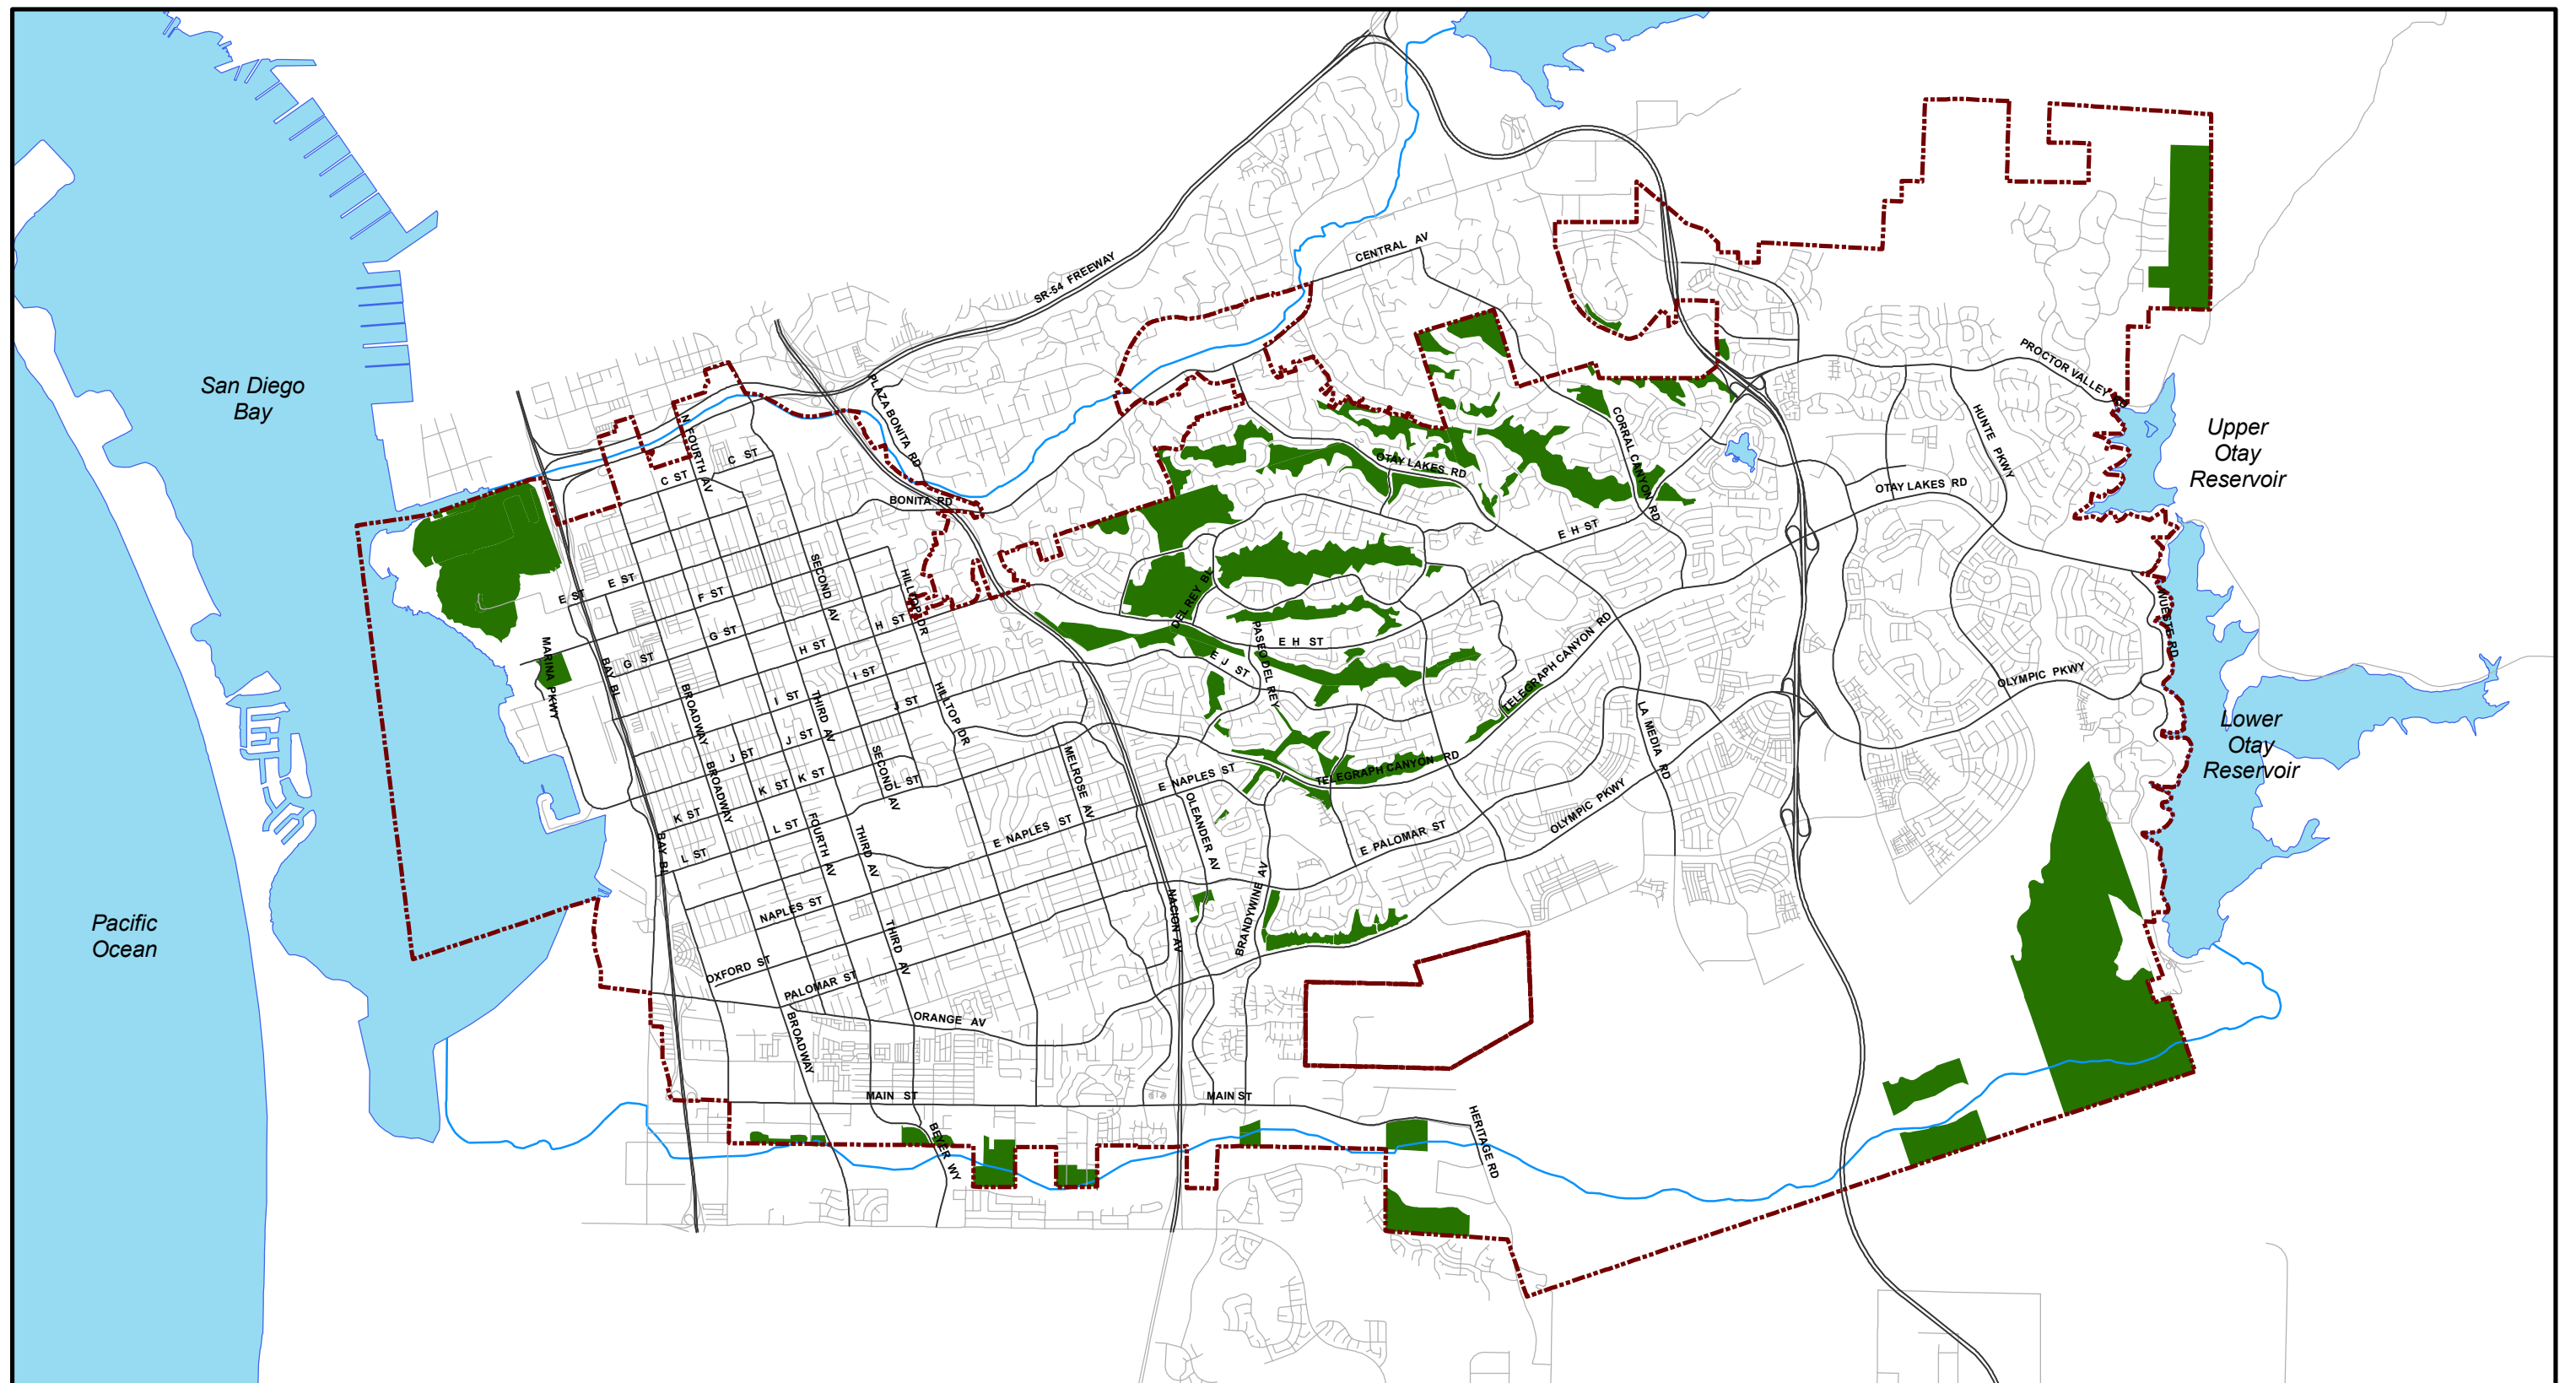 CENTRAL AV
SR-54 FREEWAY
San Diego
Bay
PLAZA BONITA RD
PROCTOR VALLEY RD
N FOURTH AV
C ST
C ST
CORRAL CANYON RD
HUNTE PKWY
Upper
Otay
Reservoir
OTAY LAKES RD
OTAY LAKES RD
BONITA RD
E H ST
E ST
E ST
F ST
SECOND AV
HILLTOP DR
DEL REY BL
WUESTE RD
G ST
G ST
H ST
H ST
MARINA PKWY
BAY BL
PASEO DEL REY
E H ST
E J ST
TELEGRAPH CANYON RD
I ST
I ST
OLYMPIC PKWY
BROADWAY
THIRD AV
J ST
HILLTOP DR
LA MEDIA RD
Lower
Otay
Reservoir
J ST
J ST
MELROSE AV
SECOND AV
BROADWAY
K ST
K ST
L ST
E NAPLES ST
TELEGRAPH CANYON RD
OLEANDER AV
OLYMPIC PKWY
K ST
L ST
FOURTH AV
THIRD AV
E NAPLES ST
E PALOMAR ST
BAY BL
L ST
Pacific
Ocean
NAPLES ST
NACION AV
BRANDYWINE AV
THIRD AV
OXFORD ST
PALOMAR ST
BROADWAY
ORANGE AV
MAIN ST
MAIN ST
BEYER WY
HERITAGE RD